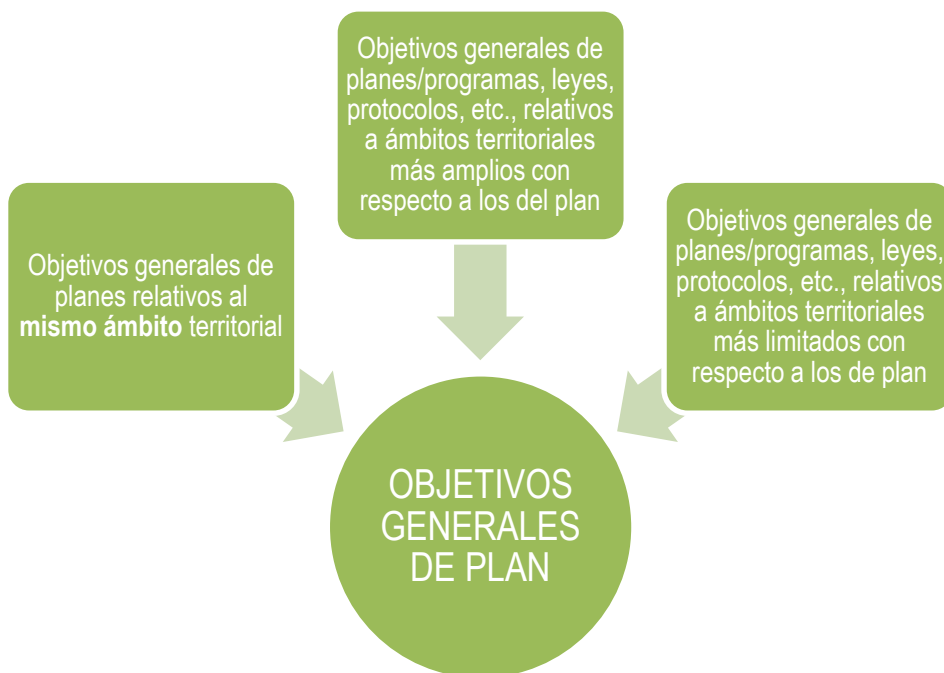 Objetivos generales de
planes relativos al
mismo ámbito territorial
Objetivos generales de
planes/programas, leyes,
protocolos, etc., relativos
a ámbitos territoriales
más amplios con
respecto a los del plan
Objetivos generales de
planes/programas, leyes,
protocolos, etc., relativos
a ámbitos territoriales
más limitados con
respecto a los de plan
OBJETIVOS
GENERALES
DE PLAN